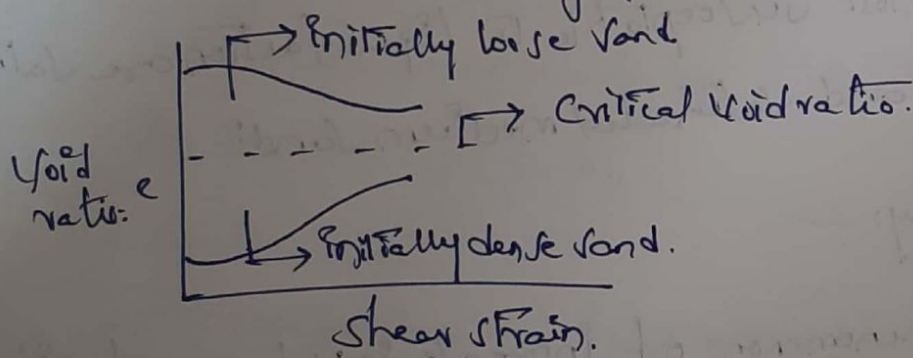 Initially loose sand
Critical void ratio.
Void
ratio: e
Initially dense sand.
Shear strain.